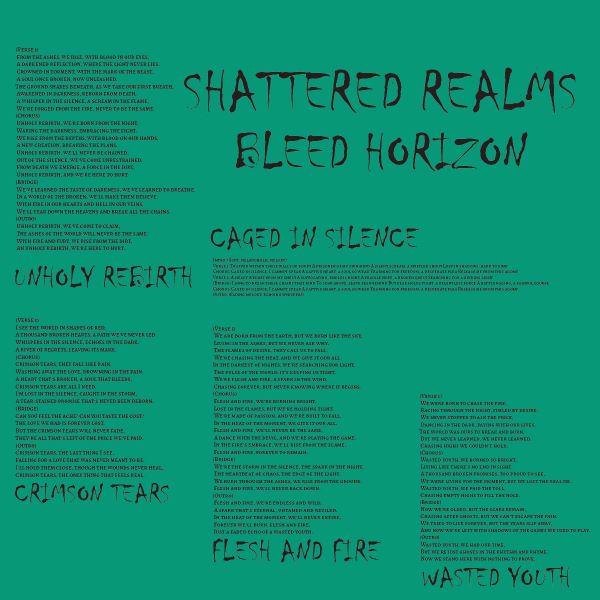 SHATTERED REALMS
BLEED HORIZON
(Verse 1)
From the ashes, we rise, with blood in our eyes,
A darkened reflection, where the light never lies.
Crowned in torment, with the mark of the beast,
A soul once broken, now unleashed.
The ground shakes beneath, as we take our first breath,
Awakened in darkness, reborn from death.
A whisper in the silence, a scream in the flame,
We're forged from the fire, never to be the same.
(Chorus)
Unholy rebirth, we're born from the night,
Waking the darkness, embracing the fight.
We rise from the depths, with blood on our hands,
A new creation, breaking the plans.
Unholy rebirth, we'll never be chained,
Out of the silence, we've come unrestrained.
From death we emerge, a force in the dirt,
Unholy rebirth, and we're here to hurt.
(Bridge)
We've learned the taste of darkness, we've learned to breathe,
In a world of the broken, we'll make them believe.
With fire in our hearts and hell in our veins,
We'll tear down the heavens and break all the chains.
(Outro)
Unholy rebirth, we've come to claim,
The ashes of the world will never be the same.
With fire and fury, we rise from the dirt,
An unholy rebirth, we're here to hurt.
UNHOLY REBIRTH
CAGED IN SILENCE
(Verse 1)
I see the world in shades of red,
A thousand broken hearts, a path we've never led.
Whispers in the silence, echoes in the dark,
A river of regrets, leaving its mark.
(Chorus)
Crimson tears, they fall like rain,
Washing away the love, drowning in the pain.
A heart that's broken, a soul that bleeds,
Crimson tears are all I need.
I'm lost in the silence, caught in the storm,
A tear-stained promise that's never been reborn.
(Bridge)
Can you feel the ache? Can you taste the cost?
The love we had is forever lost.
But the crimson tears will never fade,
They're all that's left of the price we've paid.
(Outro)
Crimson tears, the last thing I see,
Falling for a love that was never meant to be.
I'll hold them close, though the wounds never heal,
Crimson tears, the only thing that feels real.
CRIMSON TEARS
(Verse 1)
We are born from the earth, but we burn like the sky,
Living in the ashes, but we never ask why.
The flames of desire, they call us to fall,
We're chasing the heat, and we give it our all.
In the darkest of nights, we're searching for light,
The pulse of the world, it's keeping us tight.
We're flesh and fire, a spark in the wind,
Chasing forever, but never knowing where it begins.
(Chorus)
Flesh and fire, we're burning bright,
Lost in the flames, but we're holding tight.
We're made of passion, and we're built to fall,
In the heat of the moment, we give it our all.
Flesh and fire, we'll never be the same,
A dance with the devil, and we're playing the game.
In the fire's embrace, we'll rise from the flame,
Flesh and fire, forever to remain.
(Bridge)
We're the storm in the silence, the spark in the night,
The heartbeat of chaos, the edge of the light.
We burn through the ashes, we rise from the ground,
Flesh and fire, we'll never back down.
(Outro)
Flesh and fire, we're endless and wild,
A spark that's eternal, untamed and reviled.
In the heat of the moment, we'll never expire,
Forever we'll burn, flesh and fire.
Just a faded echo of a wasted youth.
FLESH AND FIRE
(Verse 1)
We were born to chase the fire,
Racing through the night, fueled by desire.
We never stopped to ask the price,
Dancing in the dark, paying with our lives.
The world was ours to break and burn,
But we never learned, we never learned.
Chasing highs we couldn't hold,
(Chorus)
Wasted youth, we burned so bright,
Living like there's no end in sight.
A thousand broken promises, too proud to see,
We were living for the moment, but we lost the reality.
Wasted youth, we paid the toll,
Chasing empty highs to fill the hole.
(Bridge)
Now we're older, but the scars remain,
Chasing after ghosts, but we can't escape the pain.
We tried to live forever, but the years slip away,
And now we're left with shadows of the games we used to play.
(Outro)
Wasted youth, we had our time,
But we're just ghosts in the rhythm and rhyme.
Now we stand here with nothing to prove,
WASTED YOUTH